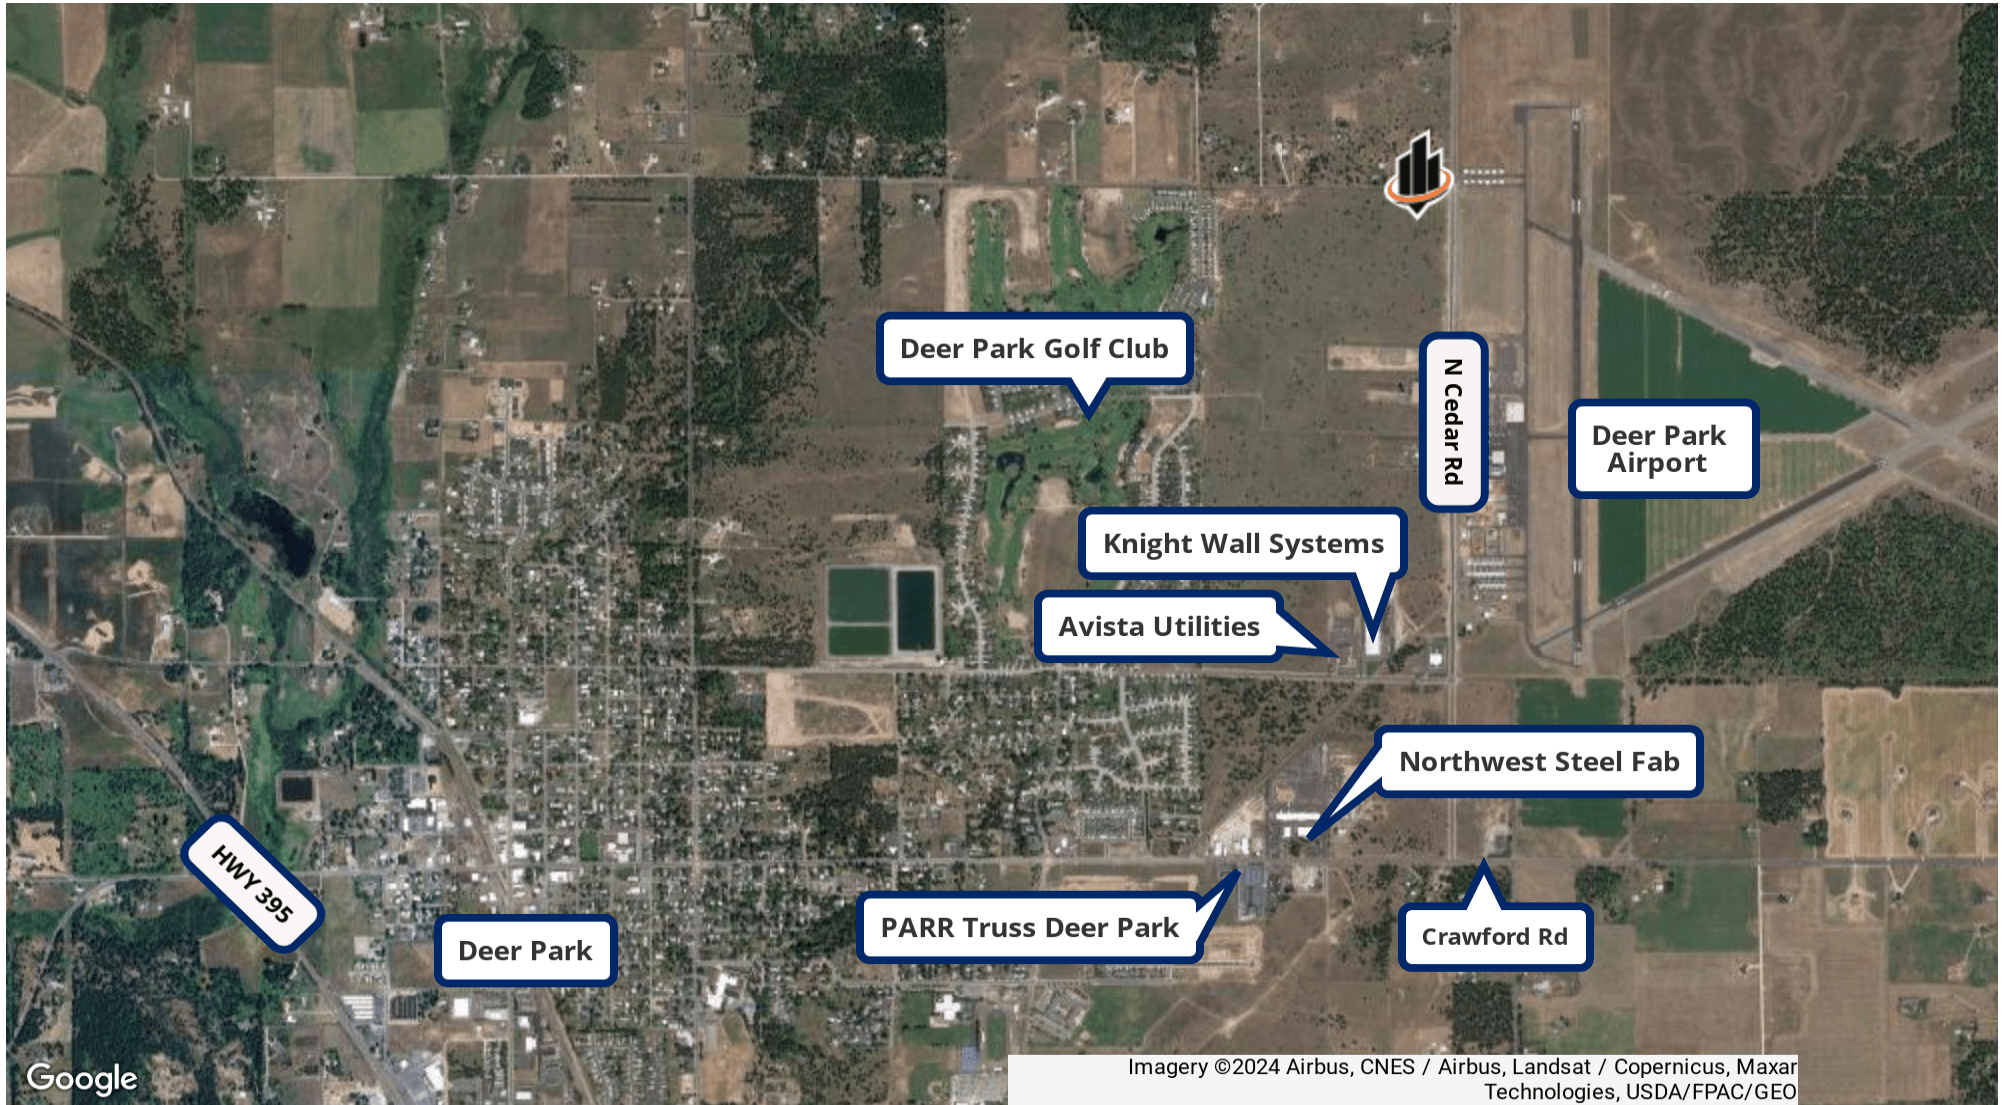 Deer Park Golf Club
N Cedar Rd
Deer Park
Airport
Knight Wall Systems
Avista Utilities
Northwest Steel Fab
HWY 395
PARR Truss Deer Park
Crawford Rd
Deer Park
Google
Imagery ©2024 Airbus, CNES / Airbus, Landsat / Copernicus, Maxar
Technologies, USDA/FPAC/GEO